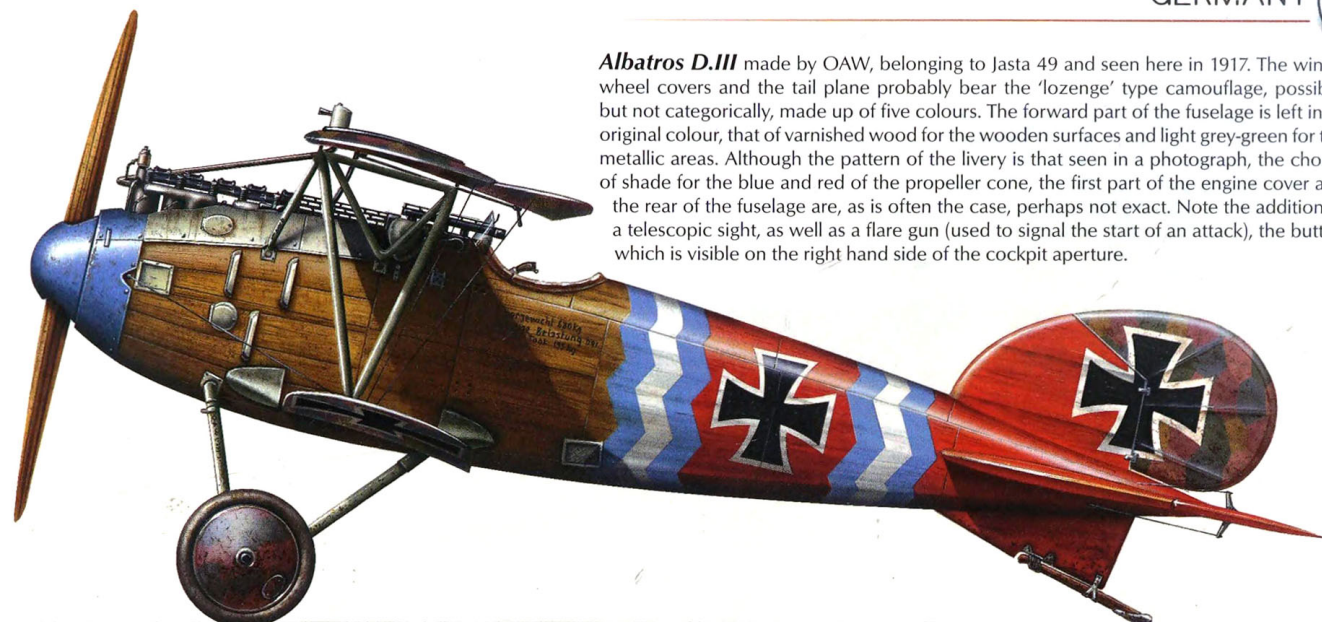 GERMANY
Albatros D.III made by OAW, belonging to Jasta 49 and seen here in 1917. The
wheel covers and the tail plane probably bear the ‘lozenge’ type camouflage,
but not categorically, made up of five colours. The forward part of the fuselage is left
original colour, that of varnished wood for the wooden surfaces and light grey-green for
metallic areas. Although the pattern of the livery is that seen in a photograph, the
of shade for the blue and red of the propeller cone, the first part of the engine cover
the rear of the fuselage are, as is often the case, perhaps not exact. Note the addition
a telescopic sight, as well as a flare gun (used to signal the start of an attack), the
which is visible on the right hand side of the cockpit aperture.